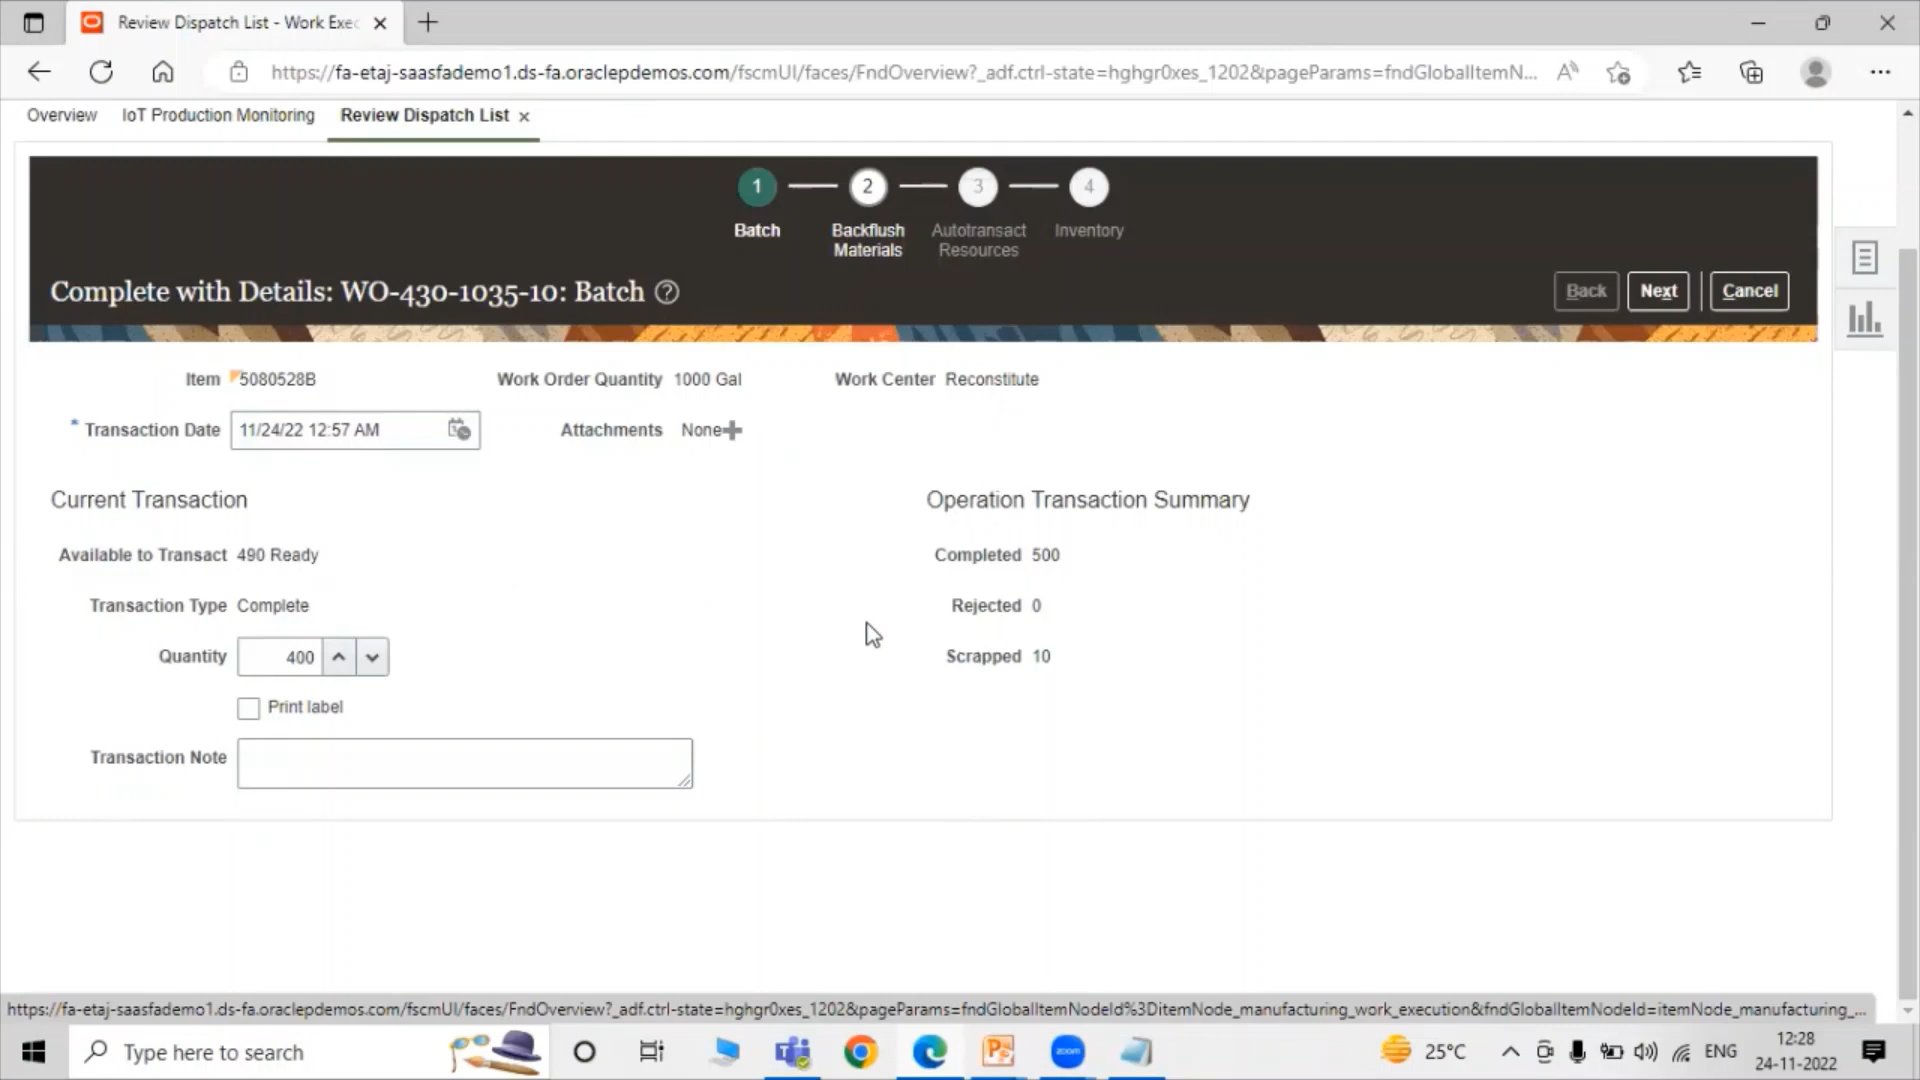 Review Dispatch List - Work Exec
https://fa-etaj-saasfademo1.ds-fa.oraclepdemos.com/fscmUI/faces/FndOverview?_adf.ctrl-state=hghgr0xes_1202&pageParams=fndGlobalItemN...
Overview IoT Production Monitoring Review Dispatch List
1 2 3 4
Batch Backflush Materials Autotransact Resources Inventory
Complete with Details: WO-430-1035-10: Batch ?
Back Next Cancel
Item 5080528B Work Order Quantity 1000 Gal Work Center Reconstitute
* Transaction Date 11/24/22 12:57 AM Attachments None
Current Transaction Operation Transaction Summary
Available to Transact 490 Ready Completed 500
Transaction Type Complete Rejected 0
Quantity 400 Scrapped 10
Print label
Transaction Note
https://fa-etaj-saasfademo1.ds-fa.oraclepdemos.com/fscmUI/faces/FndOverview?_adf.ctrl-state=hghgr0xes_1202&pageParams=fndGlobalItemNodeId%3DitemNode_manufacturing_work_execution&fndGlobalItemNodeId=itemNode_manufacturing_...
Type here to search zoom 25°C ENG 12:28
24-11-2022